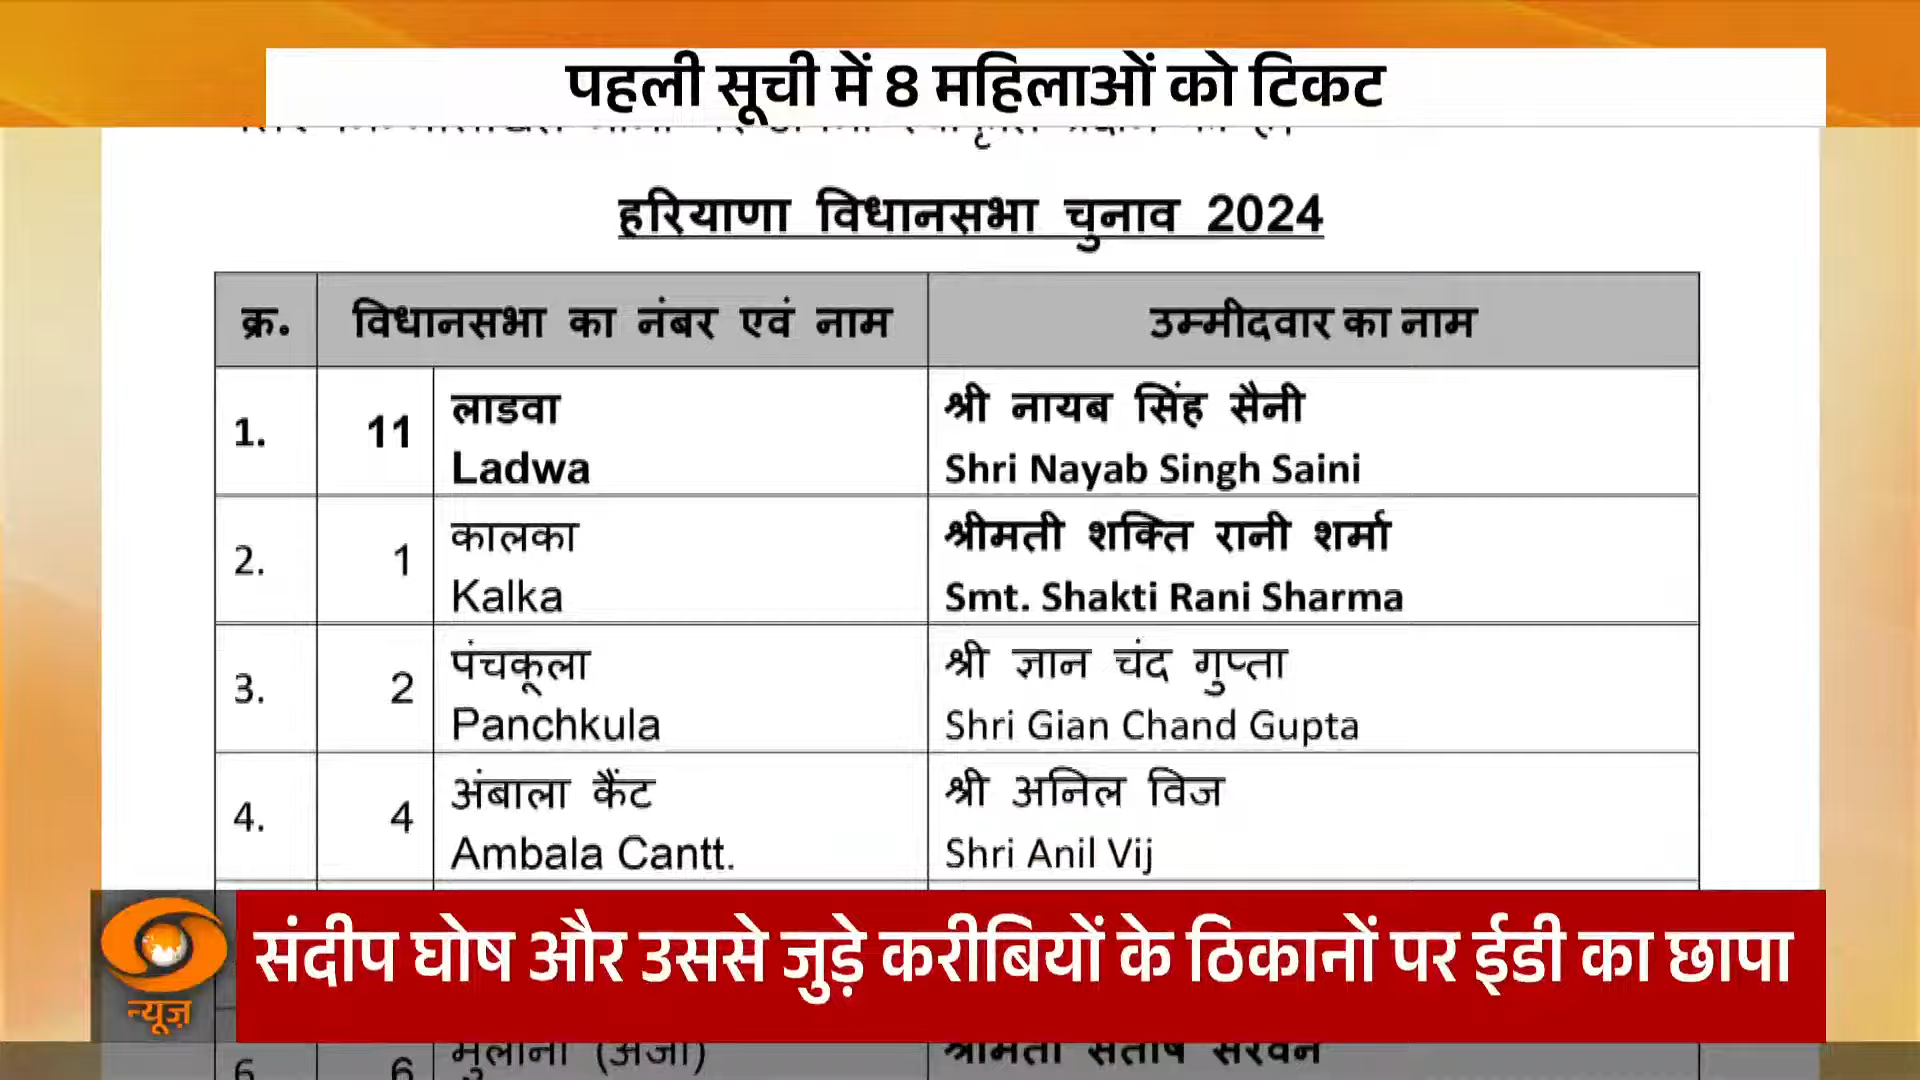 पहली सूची में 8 महिलाओं को टिकट
हरियाणा विधानसभा चुनाव 2024
क्र. विधानसभा का नंबर एवं नाम उम्मीदवार का नाम
1. 11 लाडवा श्री नायब सिंह सैनी
Ladwa Shri Nayab Singh Saini
2. 1 कालका श्रीमती शक्ति रानी शर्मा
Kalka Smt. Shakti Rani Sharma
3. 2 पंचकूला श्री ज्ञान चंद गुप्ता
Panchkula Shri Gian Chand Gupta
4. 4 अंबाला कैंट श्री अनिल विज
Ambala Cantt. Shri Anil Vij
संदीप घोष और उससे जुड़े करीबियों के ठिकानों पर ईडी का छापा
न्यूज़
6. 6 मुलाना (अजा) श्रीमती संतोष सरवन